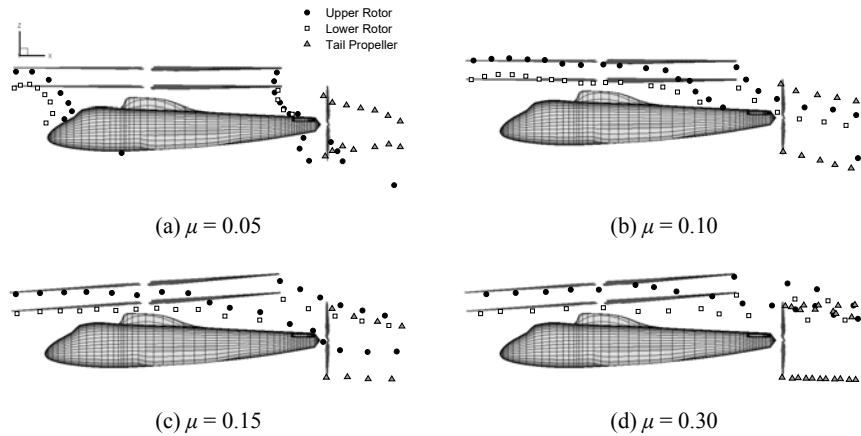 z
x
Upper Rotor
Lower Rotor
Tail Propeller
(a) μ = 0.05
(b) μ = 0.10
(c) μ = 0.15
(d) μ = 0.30